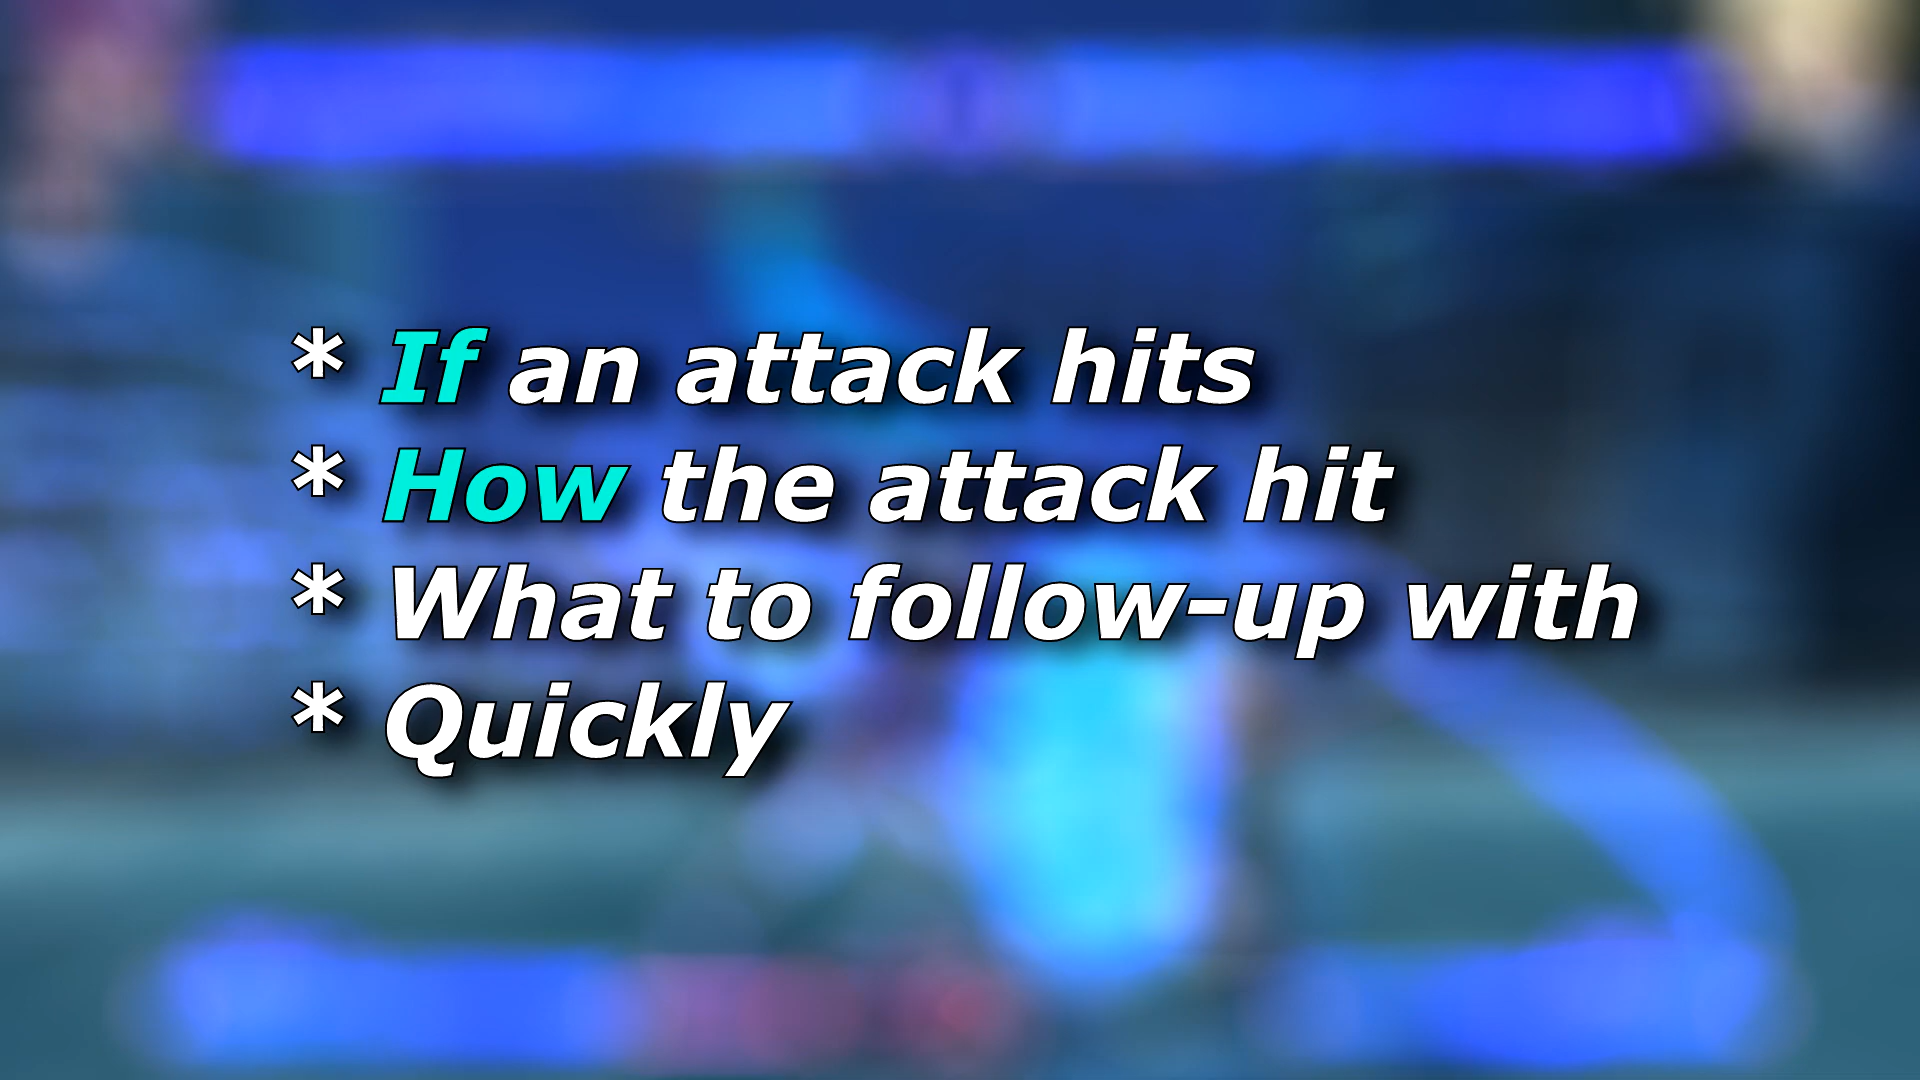 * If an attack hits
* How the attack hit
* What to follow-up with
* Quickly